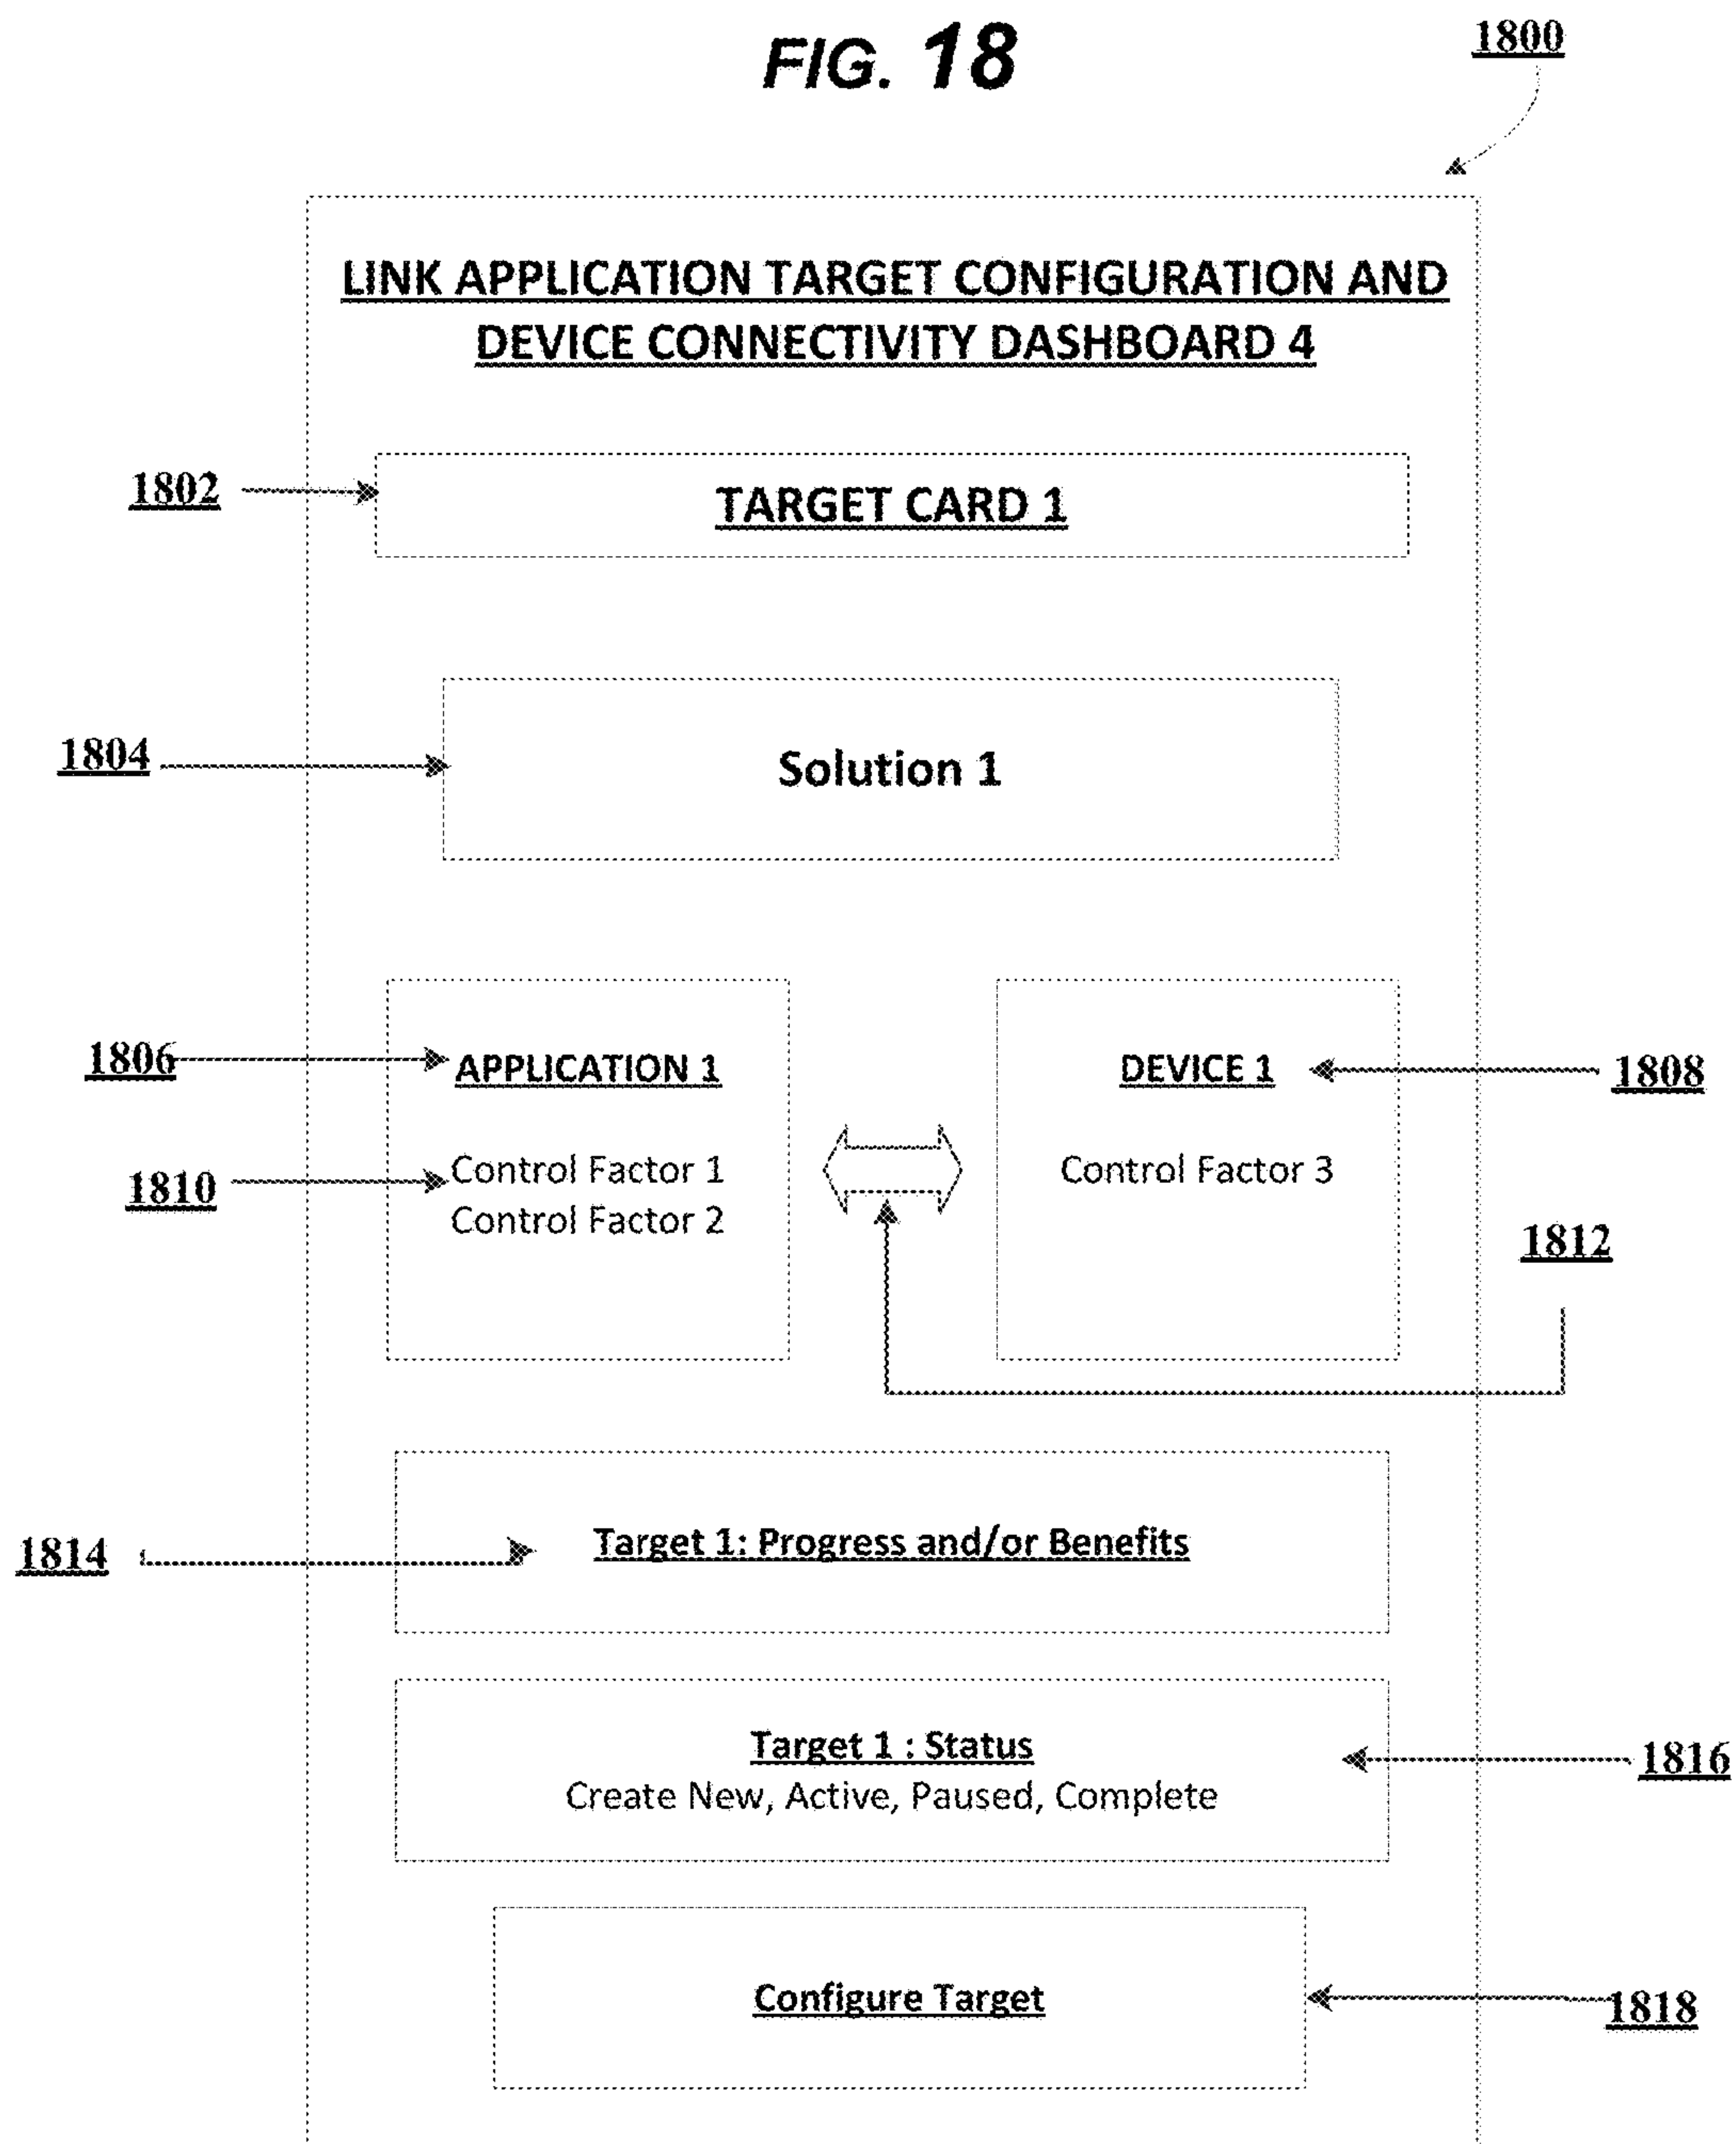 FIG. 18
1800
LINK APPLICATION TARGET CONFIGURATION AND
DEVICE CONNECTIVITY DASHBOARD 4
1802
TARGET CARD 1
1804
Solution 1
1806
APPLICATION 1
DEVICE 1
1808
1810
Control Factor 1
Control Factor 2
Control Factor 3
1812
1814
Target 1: Progress and/or Benefits
Target 1 : Status
Create New, Active, Paused, Complete
1816
Configure Target
1818